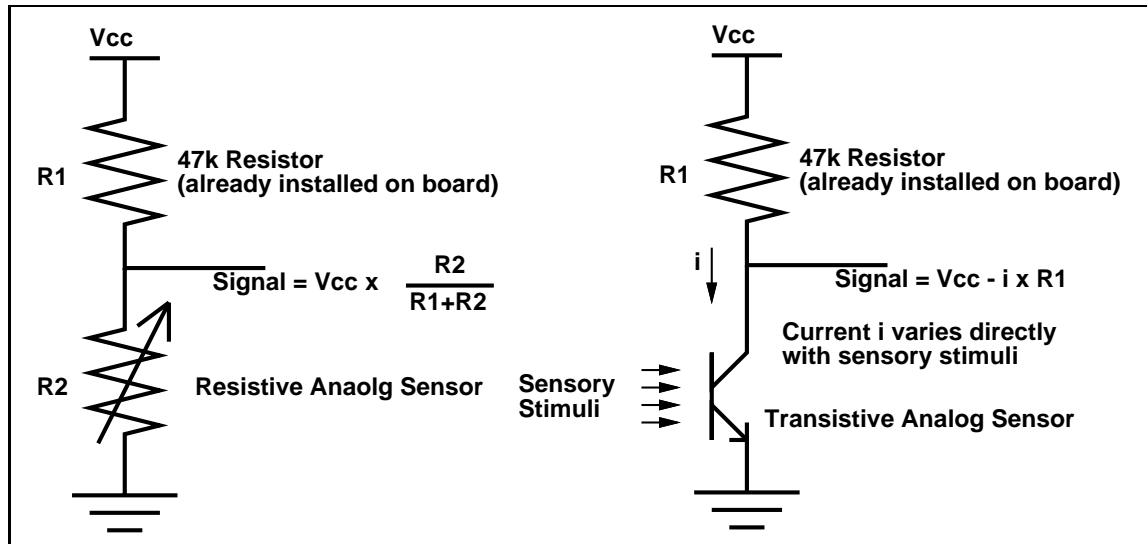 Vcc
R1
47k Resistor
(already installed on board)
Signal = Vcc x R2
R1+R2
R2
Resistive Anaolg Sensor
Vcc
R1
47k Resistor
(already installed on board)
i
Signal = Vcc - i x R1
Current i varies directly
with sensory stimuli
Sensory
Stimuli
Transistive Analog Sensor